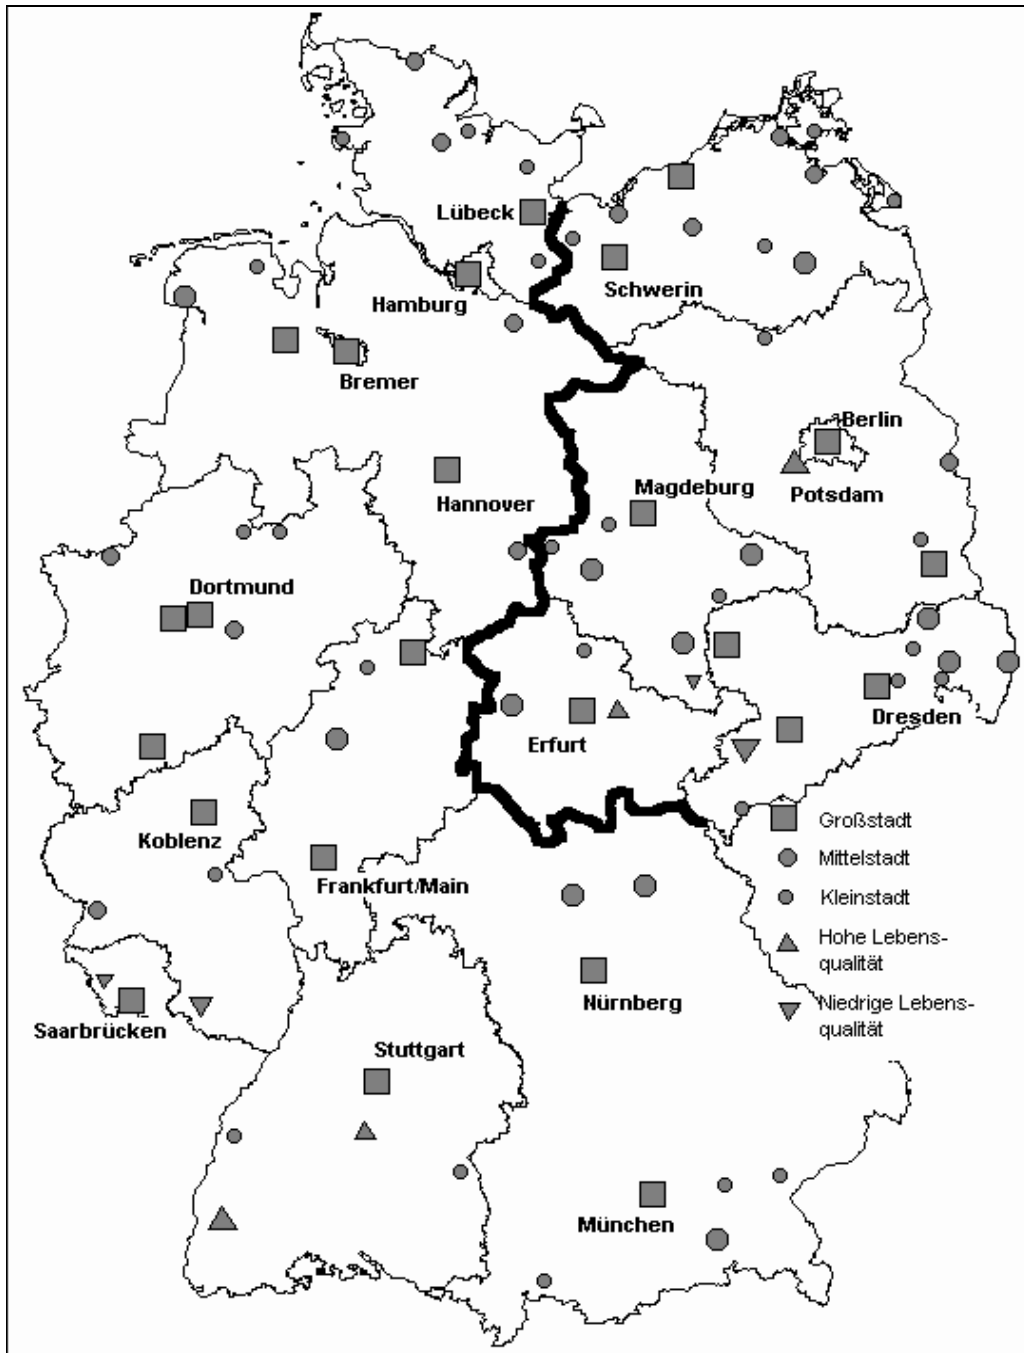 Lübeck
Schwerin
Hamburg
Bremer
Berlin
Hannover
Magdeburg
Potsdam
Dortmund
Dresden
Erfurt
Koblenz
Großstadt
Mittelstadt
Frankfurt/Main
Kleinstadt
Hohe Lebens-
qualität
Nürnberg
Niedrige Lebens-
qualität
Saarbrücken
Stuttgart
München